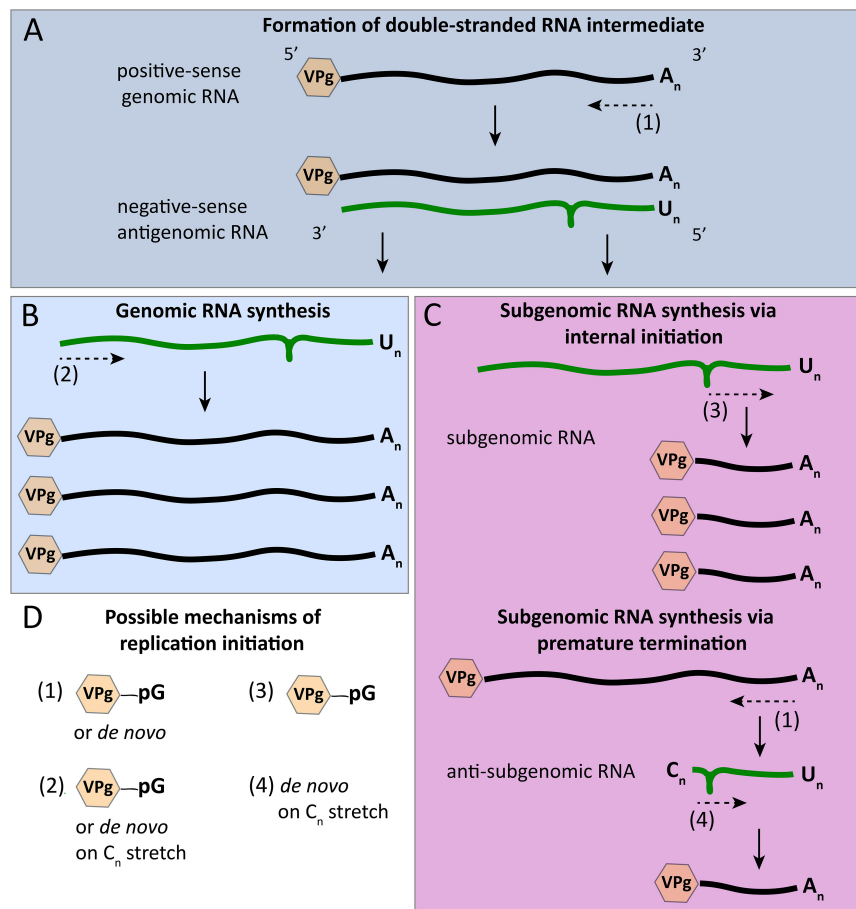 A
Formation of double-stranded RNA intermediate
5’
3’
positive-sense
genomic RNA
VPg
An
(1)
VPg
An
negative-sense
antigenomic RNA
3’
Un
5’
B
Genomic RNA synthesis
Un
(2)
VPg
An
VPg
An
VPg
An
C
Subgenomic RNA synthesis via
internal initiation
Un
(3)
subgenomic RNA
VPg
An
VPg
An
VPg
An
Subgenomic RNA synthesis via
premature termination
VPg
An
(1)
anti-subgenomic RNA
Cn
Un
(4)
VPg
An
D
Possible mechanisms of
replication initiation
(1) VPg pG
or de novo
(2) VPg pG
or de novo
on Cn stretch
(3) VPg pG
(4) de novo
on Cn stretch